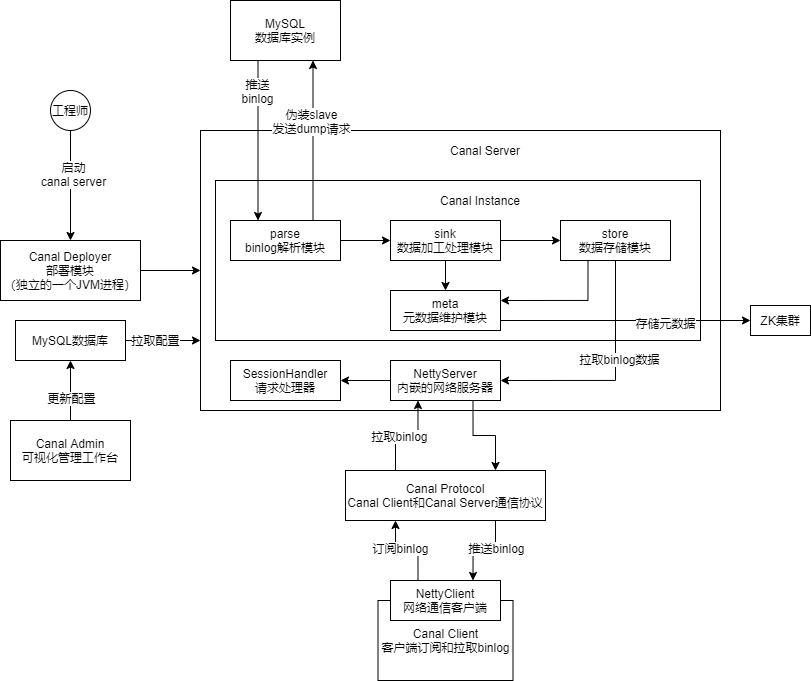 MySQL
数据库实例
推送
binlog
伪装slave
发送dump请求
工程师
启动
canal server
Canal Server
Canal Instance
parse
binlog解析模块
sink
数据加工处理模块
store
数据存储模块
Canal Deployer
部署模块
（独立的一个JVM进程）
meta
元数据维护模块
存储元数据
ZK集群
MySQL数据库
拉取配置
拉取binlog数据
SessionHandler
请求处理器
NettyServer
内嵌的网络服务器
更新配置
Canal Admin
可视化管理工作台
拉取binlog
Canal Protocol
Canal Client和Canal Server通信协议
订阅binlog
推送binlog
NettyClient
网络通信客户端
Canal Client
客户端订阅和拉取binlog